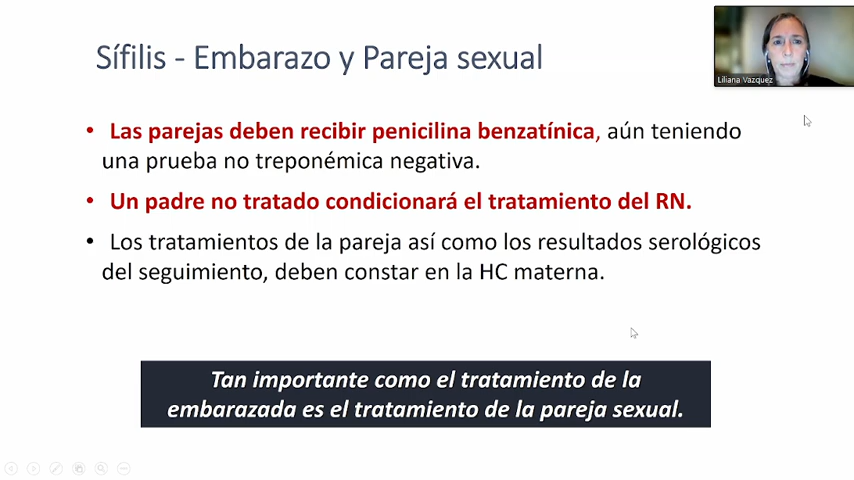 Sífilis - Embarazo y Pareja sexual
Liliana Vazquez
• Las parejas deben recibir penicilina benzatínica, aún teniendo
una prueba no treponémica negativa.
• Un padre no tratado condicionará el tratamiento del RN.
• Los tratamientos de la pareja así como los resultados serológicos
del seguimiento, deben constar en la HC materna.
Tan importante como el tratamiento de la
embarazada es el tratamiento de la pareja sexual.